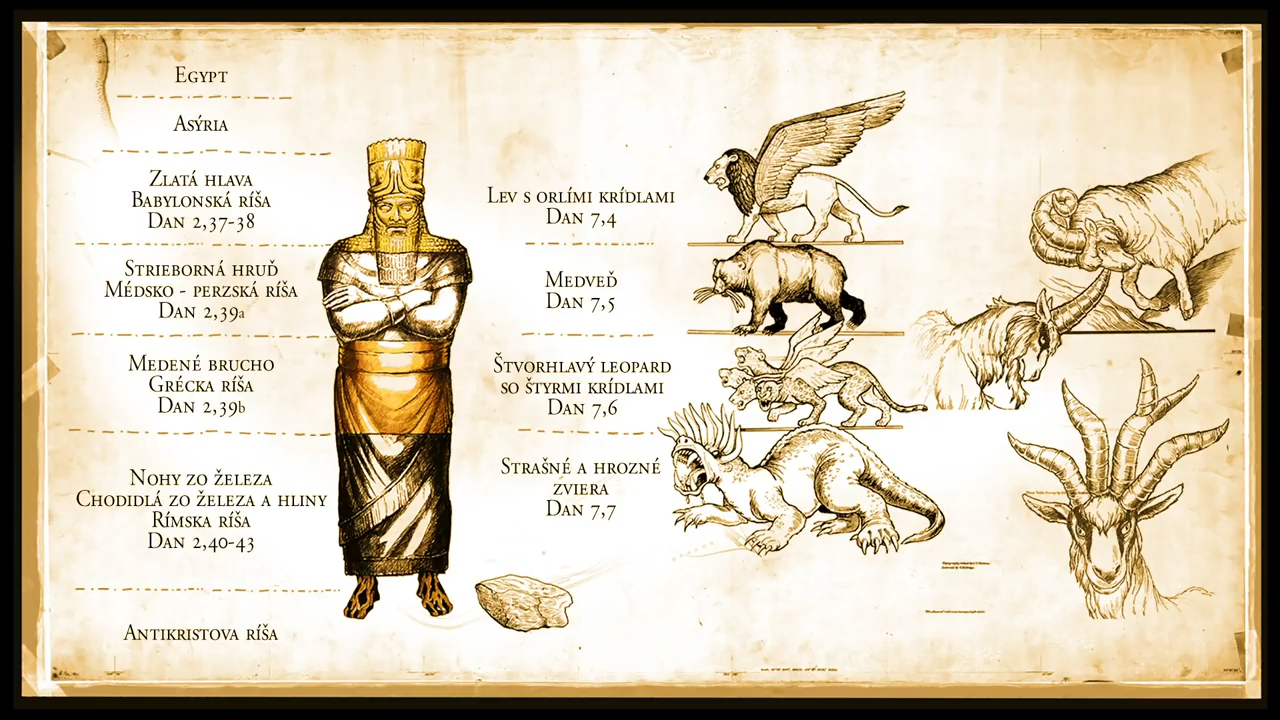 Egypt
Asýria
Zlatá hlava
Babylonská ríša
Dan 2,37-38
Strieborná hruď
Médsko - perzská ríša
Dan 2,39a
Medené brucho
Grécka ríša
Dan 2,39b
Nohy zo železa
Chodidlá zo železa a hliny
Rímska ríša
Dan 2,40-43
Antikristova ríša
Lev s orlími krídlami
Dan 7,4
Medveď
Dan 7,5
Štvorhlavý leopard
so štyrmi krídlami
Dan 7,6
Strašné a hrozné
zviera
Dan 7,7